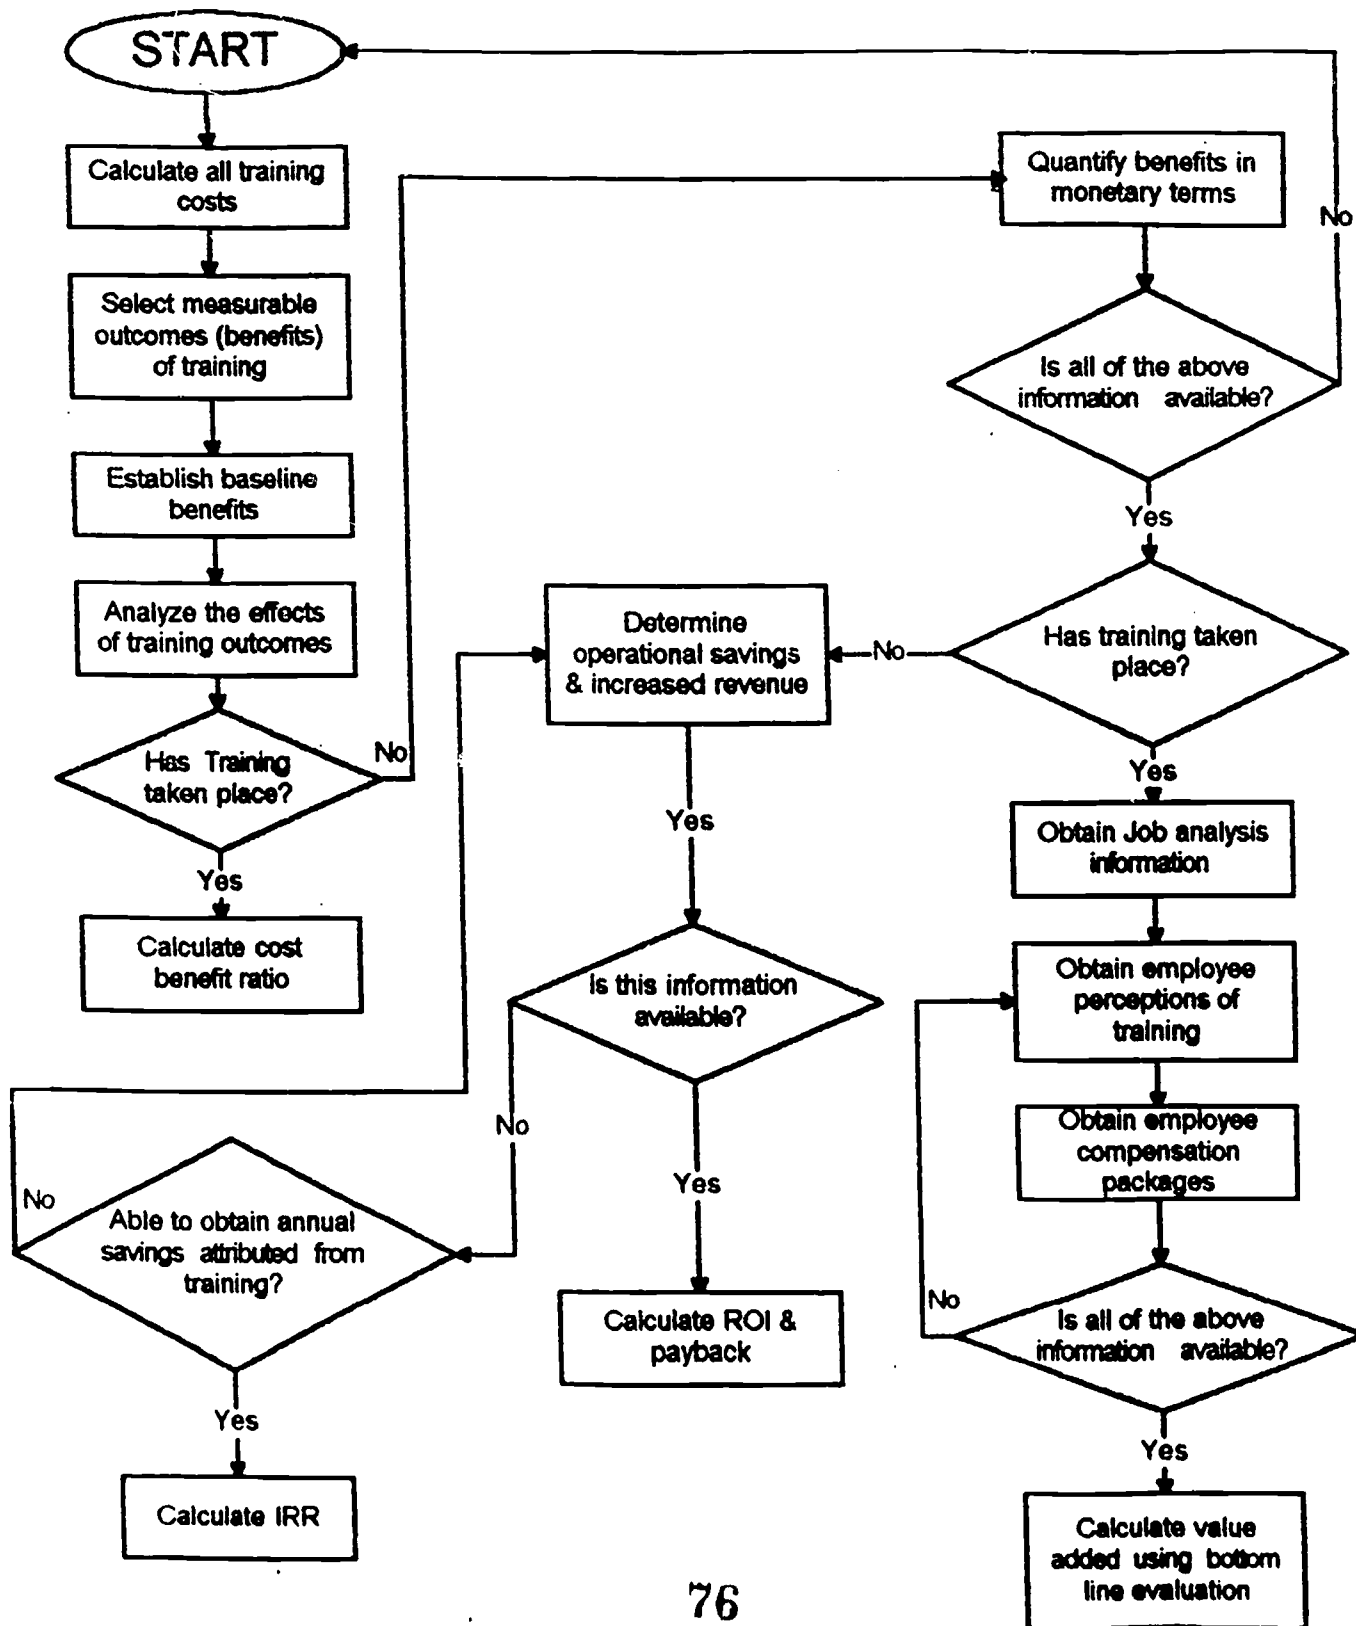 START
Calculate all training
costs
Select measurable
outcomes (benefits)
of training
Establish baseline
benefits
Analyze the effects
of training outcomes
Has Training
taken place?
No
Yes
Calculate cost
benefit ratio
Quantify benefits in
monetary terms
No
Is all of the above
information available?
Yes
Has training taken
place?
No
Yes
Determine
operational savings
& increased revenue
Yes
Is this information
available?
No
Yes
Calculate ROI &
payback
No
Able to obtain annual
savings attributed from
training?
Yes
Calculate IRR
Obtain Job analysis
information
Obtain employee
perceptions of
training
Obtain employee
compensation
packages
No
Is all of the above
information available?
Yes
Calculate value
added using bottom
line evaluation
76